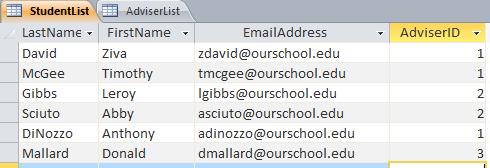 StudentList AdviserList
LastName FirstName EmailAddress AdviserID
David Ziva zdavid@ourschool.edu 1
McGee Timothy tmcgee@ourschool.edu 1
Gibbs Leroy lgibbs@ourschool.edu 2
Sciuto Abby asciuto@ourschool.edu 2
DiNozzo Anthony adinozzo@ourschool.edu 1
Mallard Donald dmallard@ourschool.edu 3